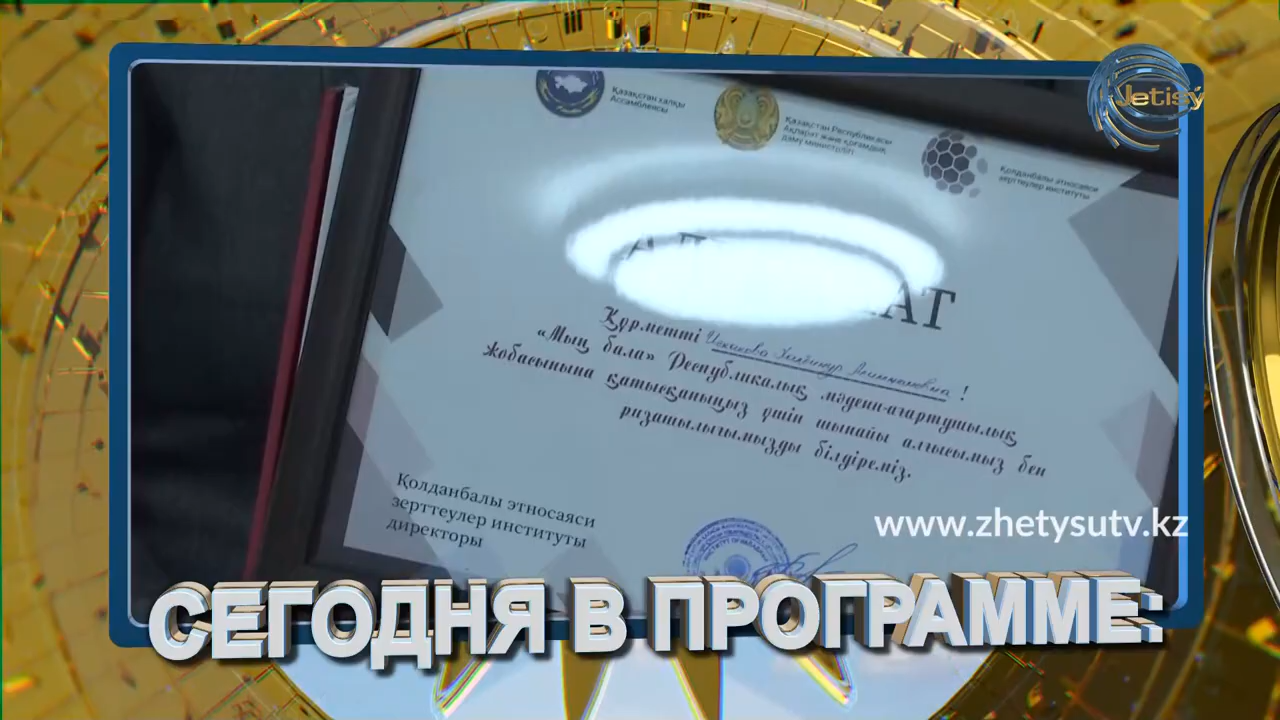 Jetisý
Қазақстан халқы
Ассамблеясы
Қазақстан Республикасы
Ақпарат және қоғамдық
даму министрлігі
Қолданбалы этносаяси
зерттеулер институты
Құрметті !
«Мың бала» Республикалық мәдени-ағартушылық
жобасынына қатысқаныңыз үшін шынайы алғысымыз бен
ризашылығымызды білдіреміз.
Қолданбалы этносаяси
зерттеулер институты
директоры
www.zhetysutv.kz
СЕГОДНЯ В ПРОГРАММЕ: